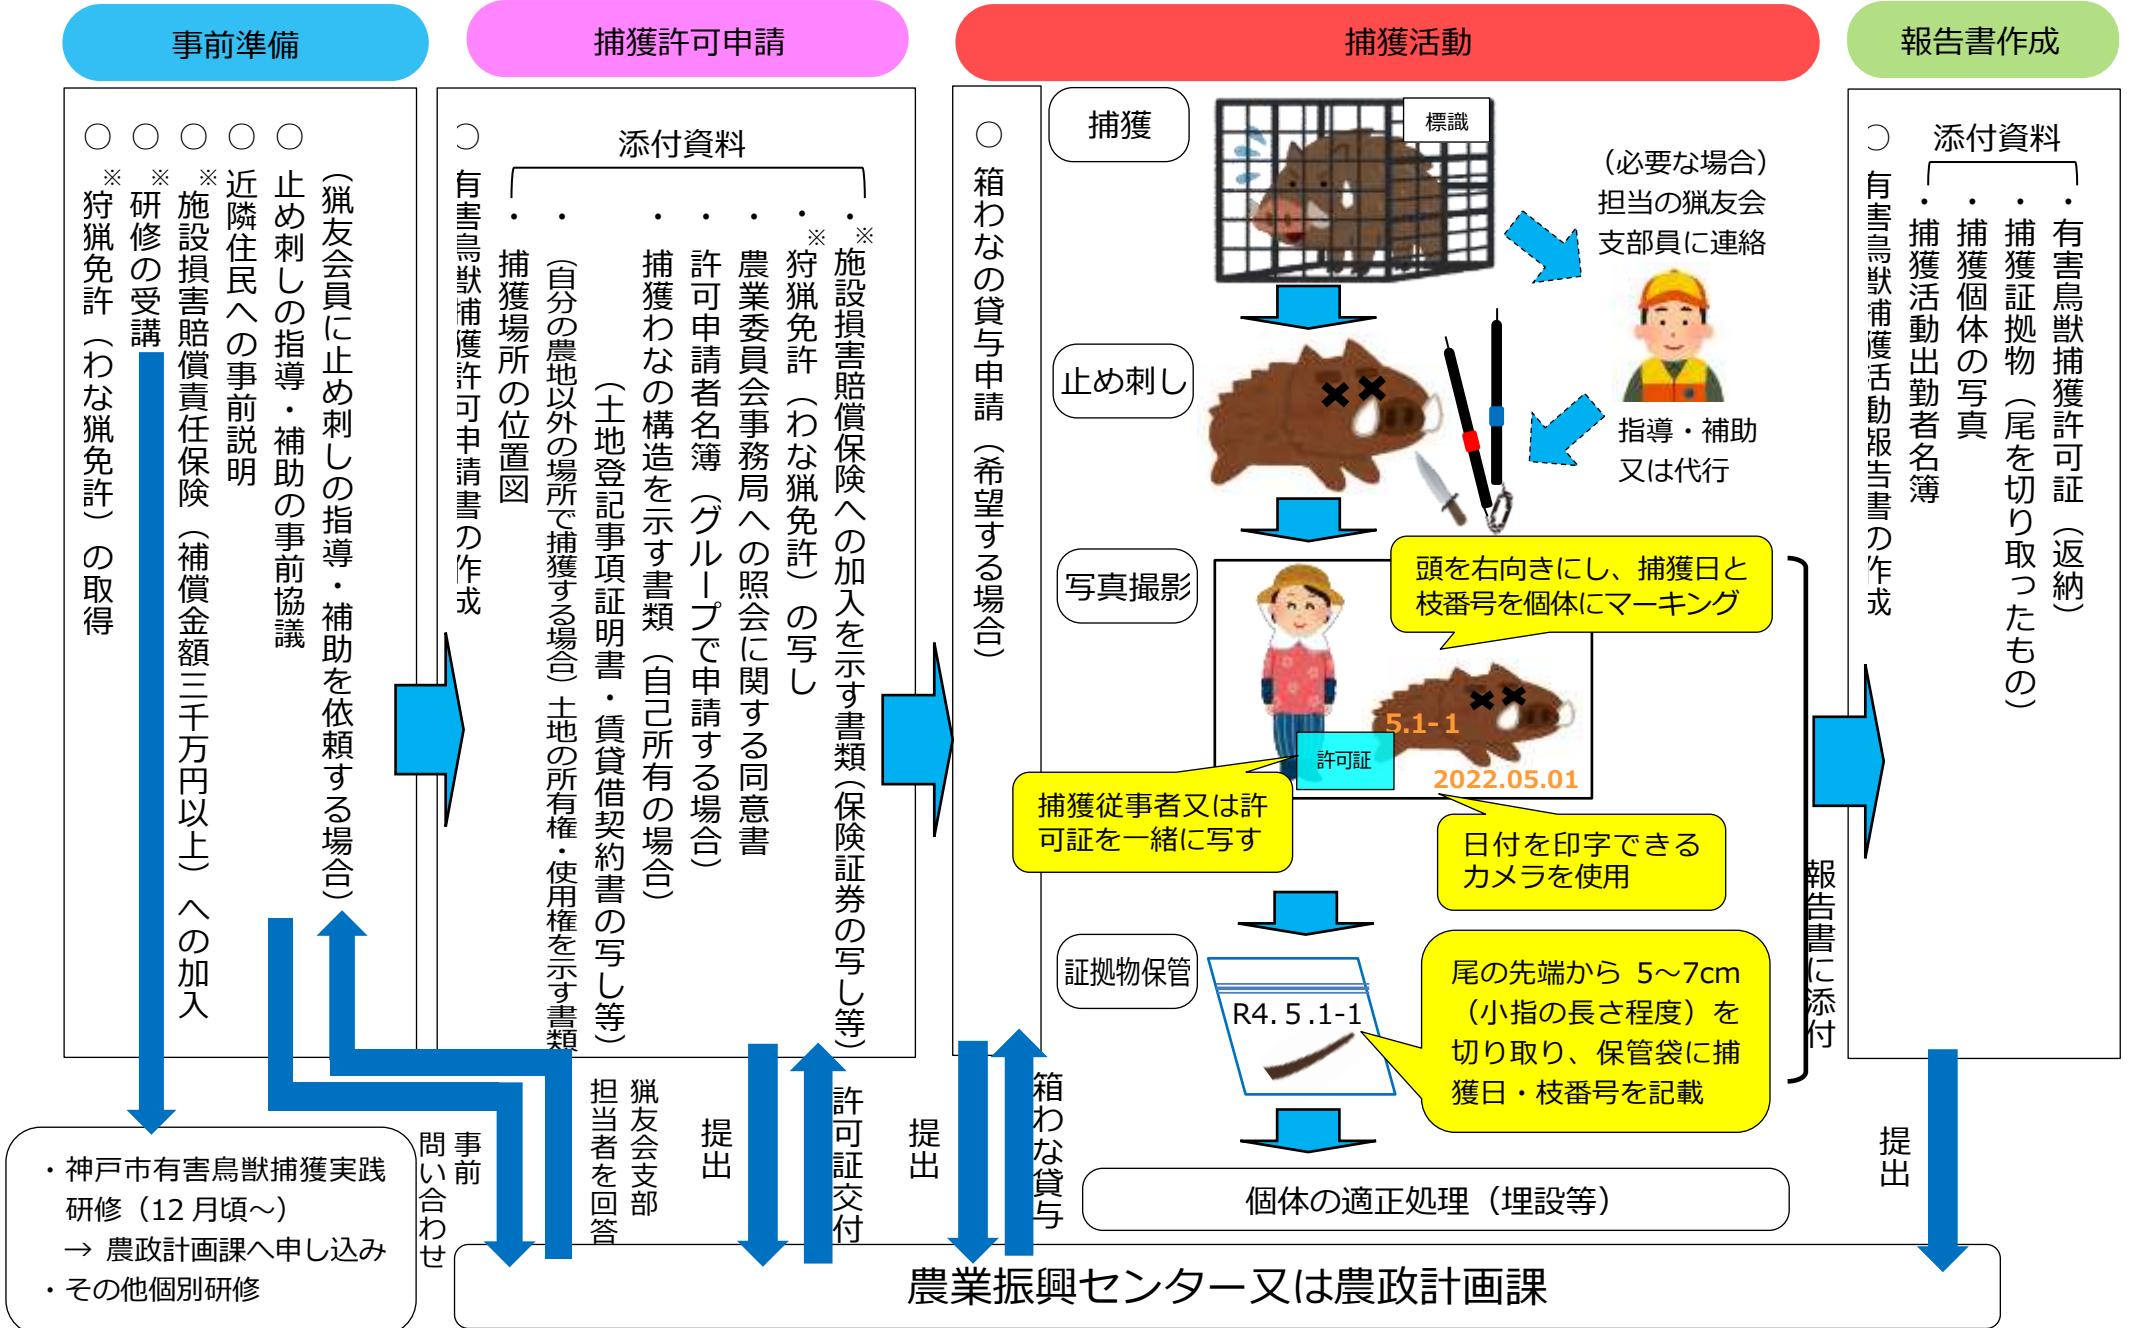 事前準備
捕獲許可申請
捕獲活動
報告書作成
○※狩猟免許（わな猟免許）の取得
○※研修の受講
○※施設損害賠償責任保険（補償金額三千万円以上）への加入
○近隣住民への事前説明
○止め刺しの指導・補助の事前協議
（猟友会員に止め刺しの指導・補助を依頼する場合）
・神戸市有害鳥獣捕獲実践
研修（12月頃～）
→ 農政計画課へ申し込み
・その他個別研修
事前
問い合わせ
猟友会支部
担当者を回答
○有害鳥獣捕獲許可申請書の作成
添付資料
・捕獲場所の位置図
・（自分の農地以外の場所で捕獲する場合）土地の所有権・使用権を示す書類
（土地登記事項証明書・賃貸借契約書の写し等）
・捕獲わなの構造を示す書類（自己所有の場合）
・許可申請者名簿（グループで申請する場合）
・農業委員会事務局への照会に関する同意書
・※狩猟免許（わな猟免許）の写し
・※施設損害賠償保険への加入を示す書類（保険証券の写し等）
提出
許可証交付
○箱わなの貸与申請（希望する場合）
提出
箱わな貸与
捕獲
標識
（必要な場合）
担当の猟友会
支部員に連絡
止め刺し
指導・補助
又は代行
写真撮影
頭を右向きにし、捕獲日と
枝番号を個体にマーキング
5.1-1
許可証
2022.05.01
捕獲従事者又は許
可証を一緒に写す
日付を印字できる
カメラを使用
証拠物保管
R4.５.1-1
尾の先端から 5～7cm
（小指の長さ程度）を
切り取り、保管袋に捕
獲日・枝番号を記載
報告書に添付
個体の適正処理（埋設等）
○有害鳥獣捕獲活動報告書の作成
添付資料
・捕獲活動出勤者名簿
・捕獲個体の写真
・捕獲証拠物（尾を切り取ったもの）
・有害鳥獣捕獲許可証（返納）
提出
農業振興センター又は農政計画課